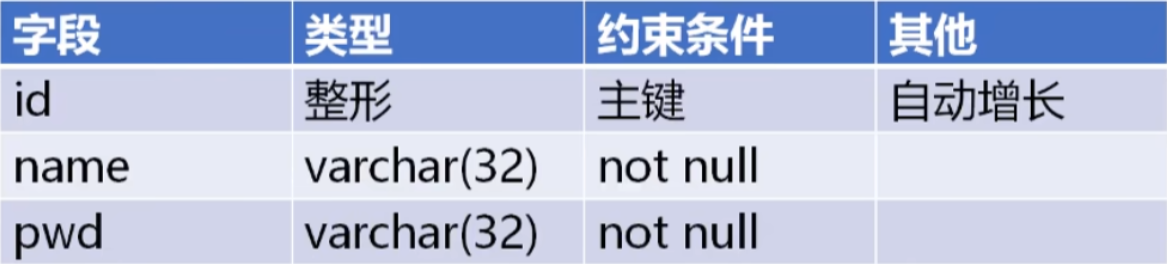 字段 类型 约束条件 其他
id 整形 主键 自动增长
name varchar(32) not null
pwd varchar(32) not null